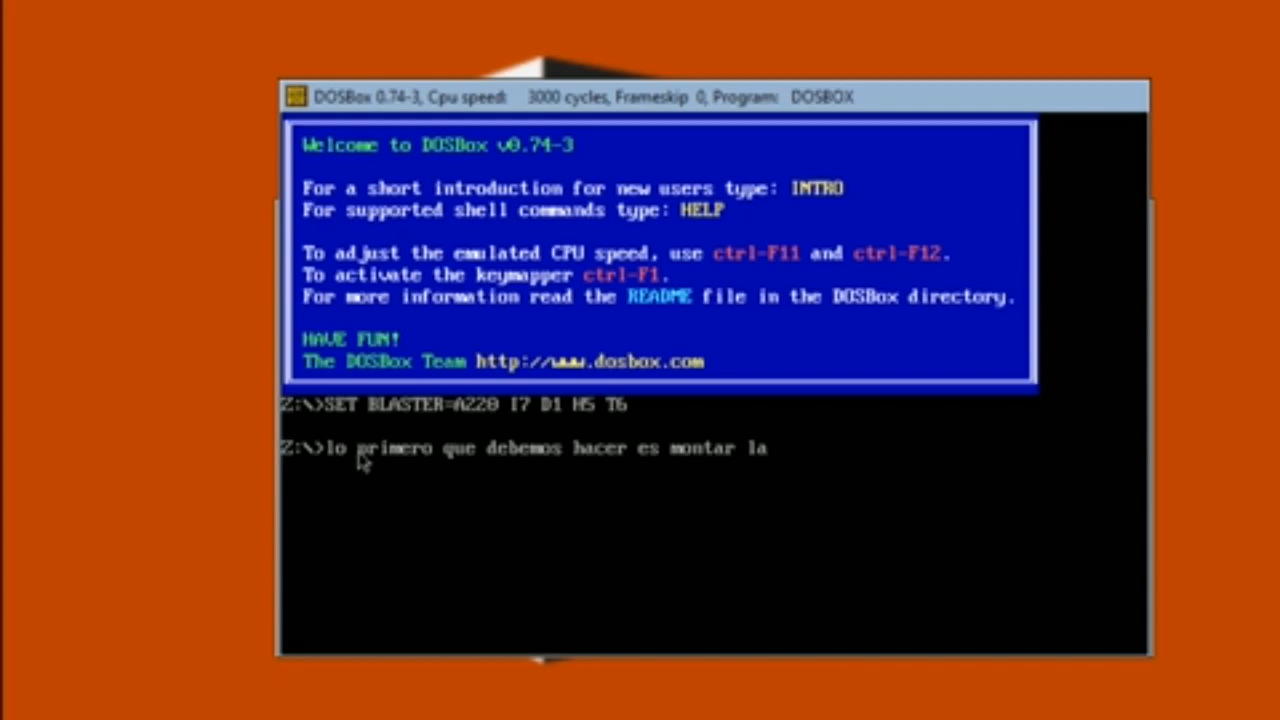 DOSBox 0.74-3, Cpu speed: 3000 cycles, Frameskip 0, Program: DOSBOX
Welcome to DOSBox v0.74-3
For a short introduction for new users type: INTRO
For supported shell commands type: HELP
To adjust the emulated CPU speed, use ctrl-F11 and ctrl-F12.
To activate the keymapper ctrl-F1.
For more information read the README file in the DOSBox directory.
HAVE FUN!
The DOSBox Team http://www.dosbox.com
Z:\>SET BLASTER=A220 I7 D1 H5 T6
Z:\>lo primero que debemos hacer es montar la